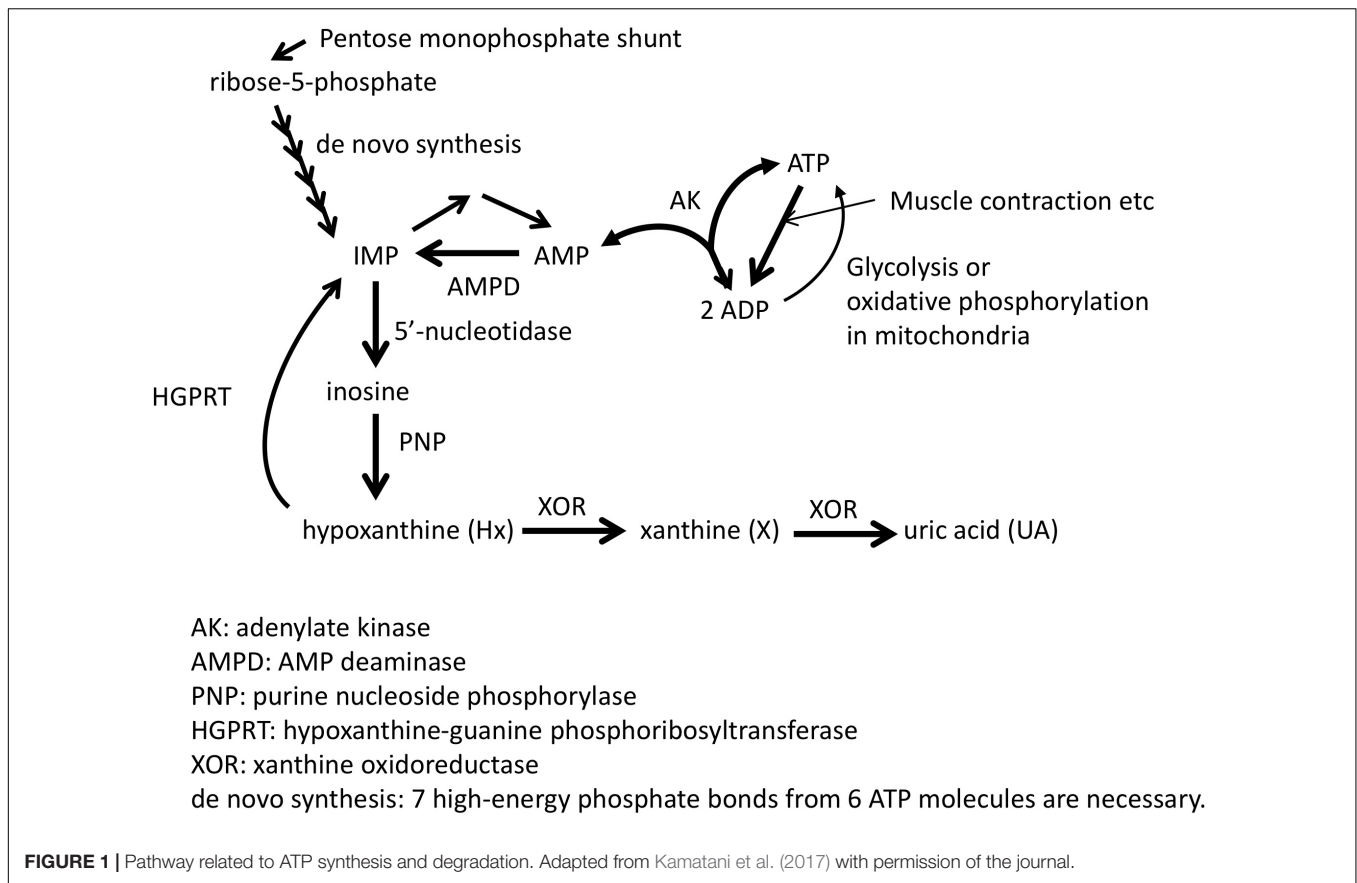 Pentose monophosphate shunt
ribose-5-phosphate
de novo synthesis
ATP
AK
Muscle contraction etc
IMP
AMP
AMPD
Glycolysis or
oxidative phosphorylation
in mitochondria
2 ADP
5’-nucleotidase
inosine
HGPRT
PNP
XOR
XOR
hypoxanthine (Hx)
xanthine (X)
uric acid (UA)
AK: adenylate kinase
AMPD: AMP deaminase
PNP: purine nucleoside phosphorylase
HGPRT: hypoxanthine-guanine phosphoribosyltransferase
XOR: xanthine oxidoreductase
de novo synthesis: 7 high-energy phosphate bonds from 6 ATP molecules are necessary.
FIGURE 1 | Pathway related to ATP synthesis and degradation. Adapted from Kamatani et al. (2017) with permission of the journal.